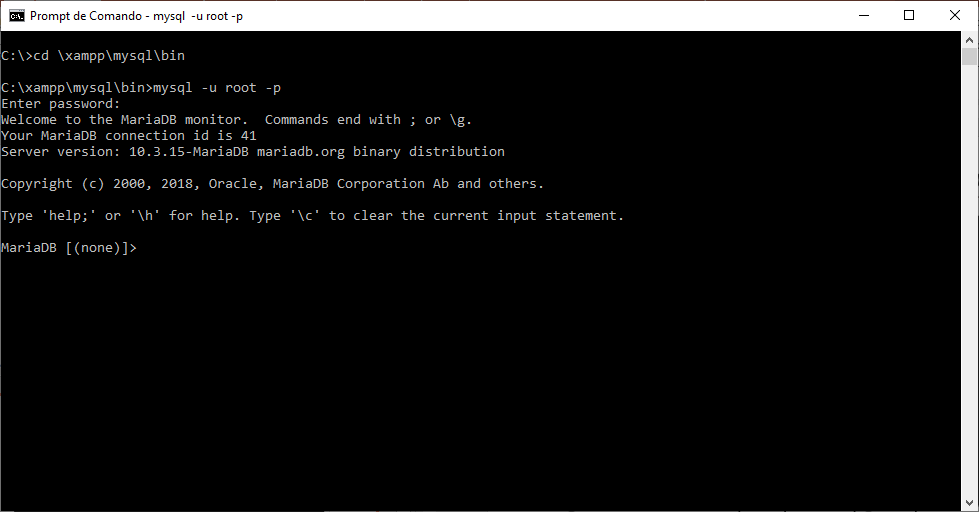 Prompt de Comando - mysql  -u root -p
C:\>cd \xampp\mysql\bin
C:\xampp\mysql\bin>mysql -u root -p
Enter password:
Welcome to the MariaDB monitor.  Commands end with ; or \g.
Your MariaDB connection id is 41
Server version: 10.3.15-MariaDB mariadb.org binary distribution
Copyright (c) 2000, 2018, Oracle, MariaDB Corporation Ab and others.
Type 'help;' or '\h' for help. Type '\c' to clear the current input statement.
MariaDB [(none)]>